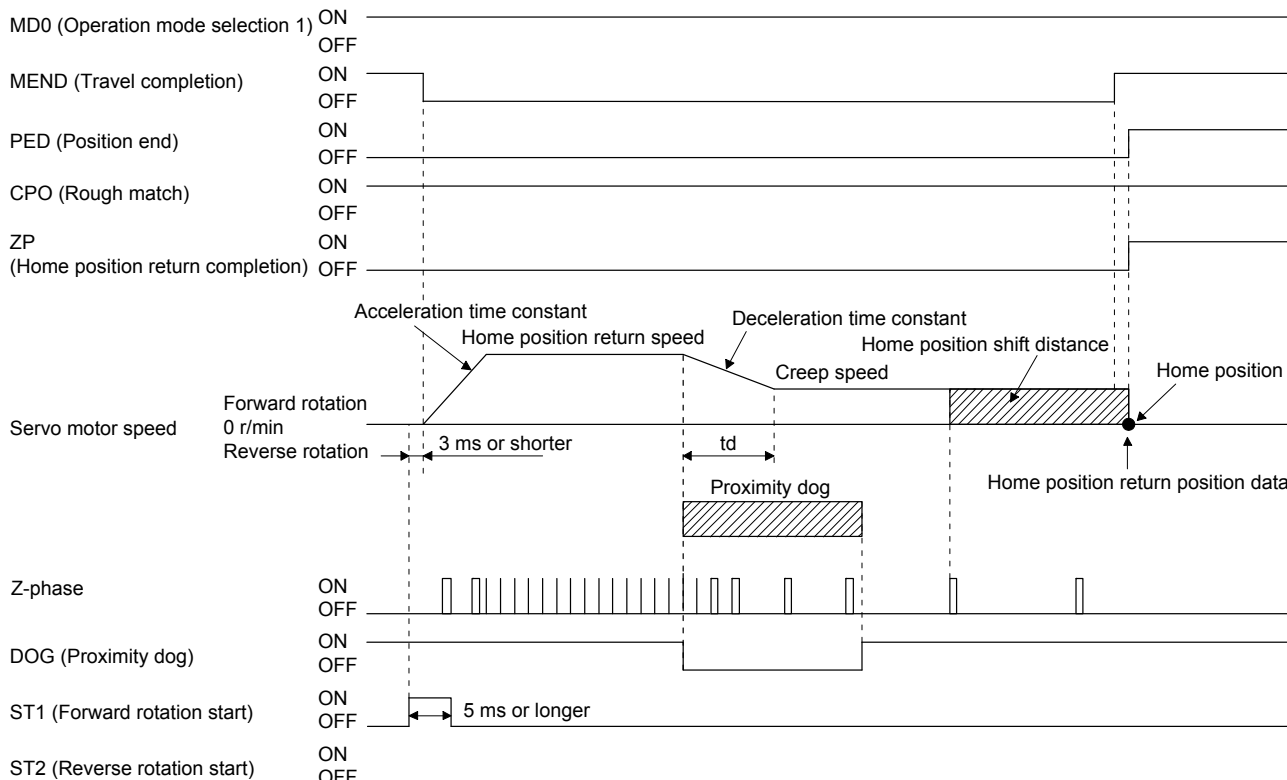 MD0 (Operation mode selection 1) ON
OFF
MEND (Travel completion) ON
OFF
PED (Position end) ON
OFF
CPO (Rough match) ON
OFF
ZP ON
(Home position return completion) OFF
Acceleration time constant
Home position return speed
Deceleration time constant
Home position shift distance
Creep speed
Home position
Forward rotation
Servo motor speed 0 r/min
Reverse rotation
3 ms or shorter
td
Home position return position data
Proximity dog
Z-phase ON
OFF
DOG (Proximity dog) ON
OFF
ST1 (Forward rotation start) ON
OFF
5 ms or longer
ST2 (Reverse rotation start) ON
OFF